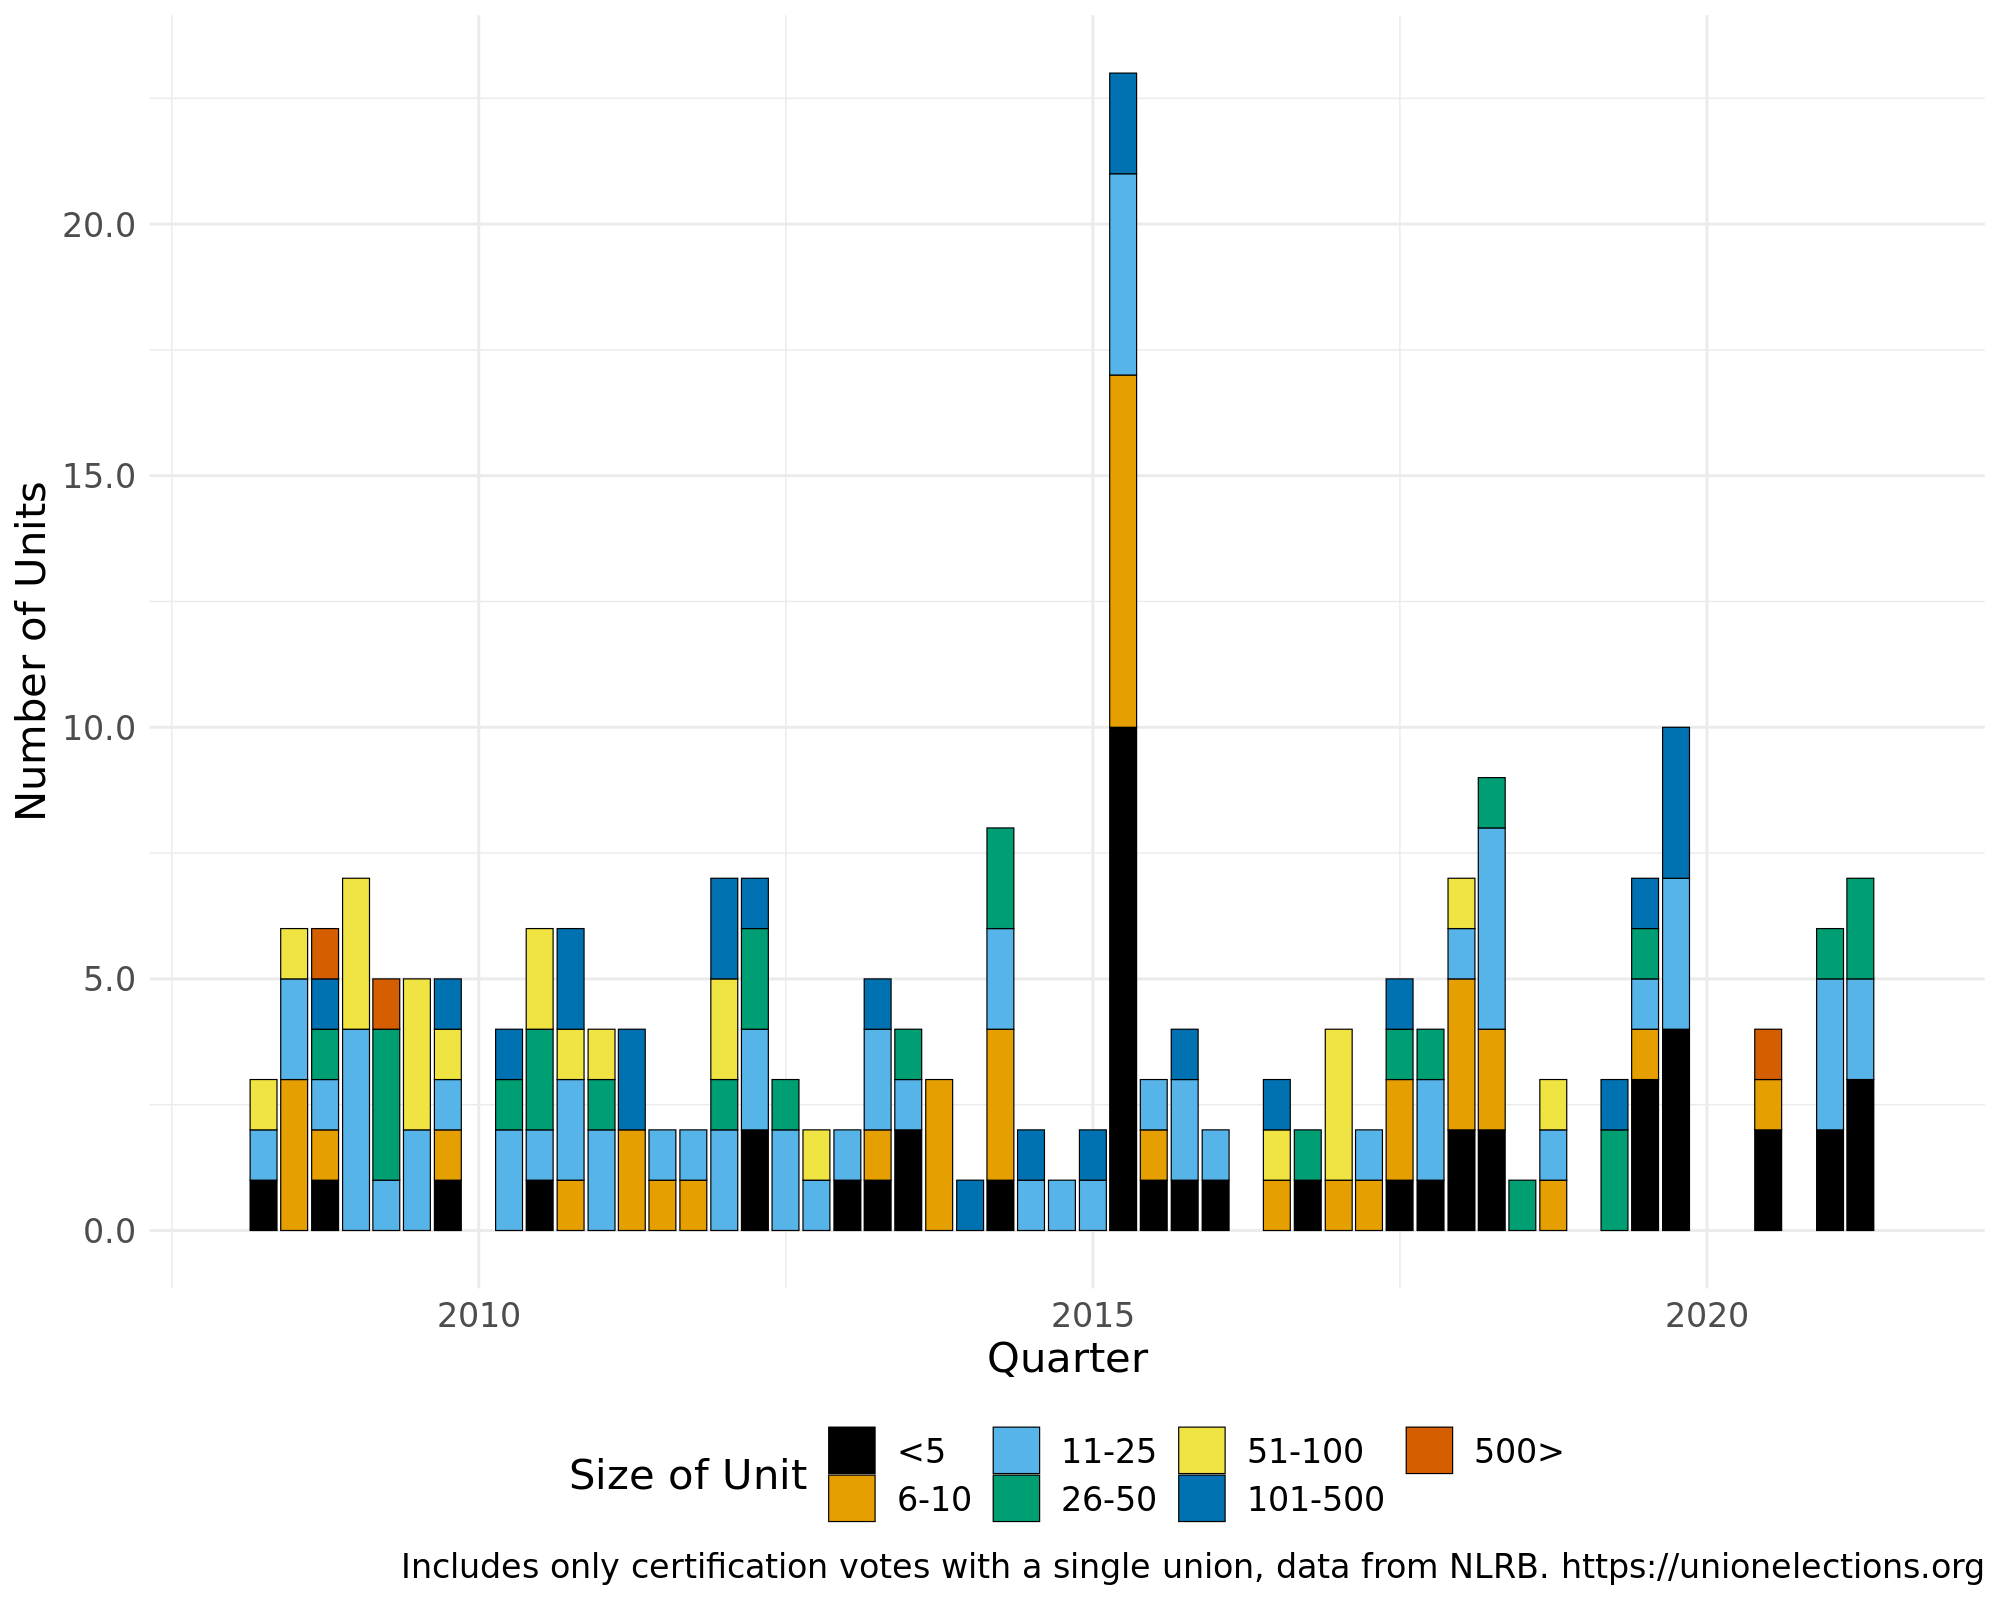 Number of Units
20.0
15.0
10.0
5.0
0.0
2010 2015 2020
Quarter
Size of Unit
<5 11-25 51-100 500>
6-10 26-50 101-500
Includes only certification votes with a single union, data from NLRB. https://unionelections.org